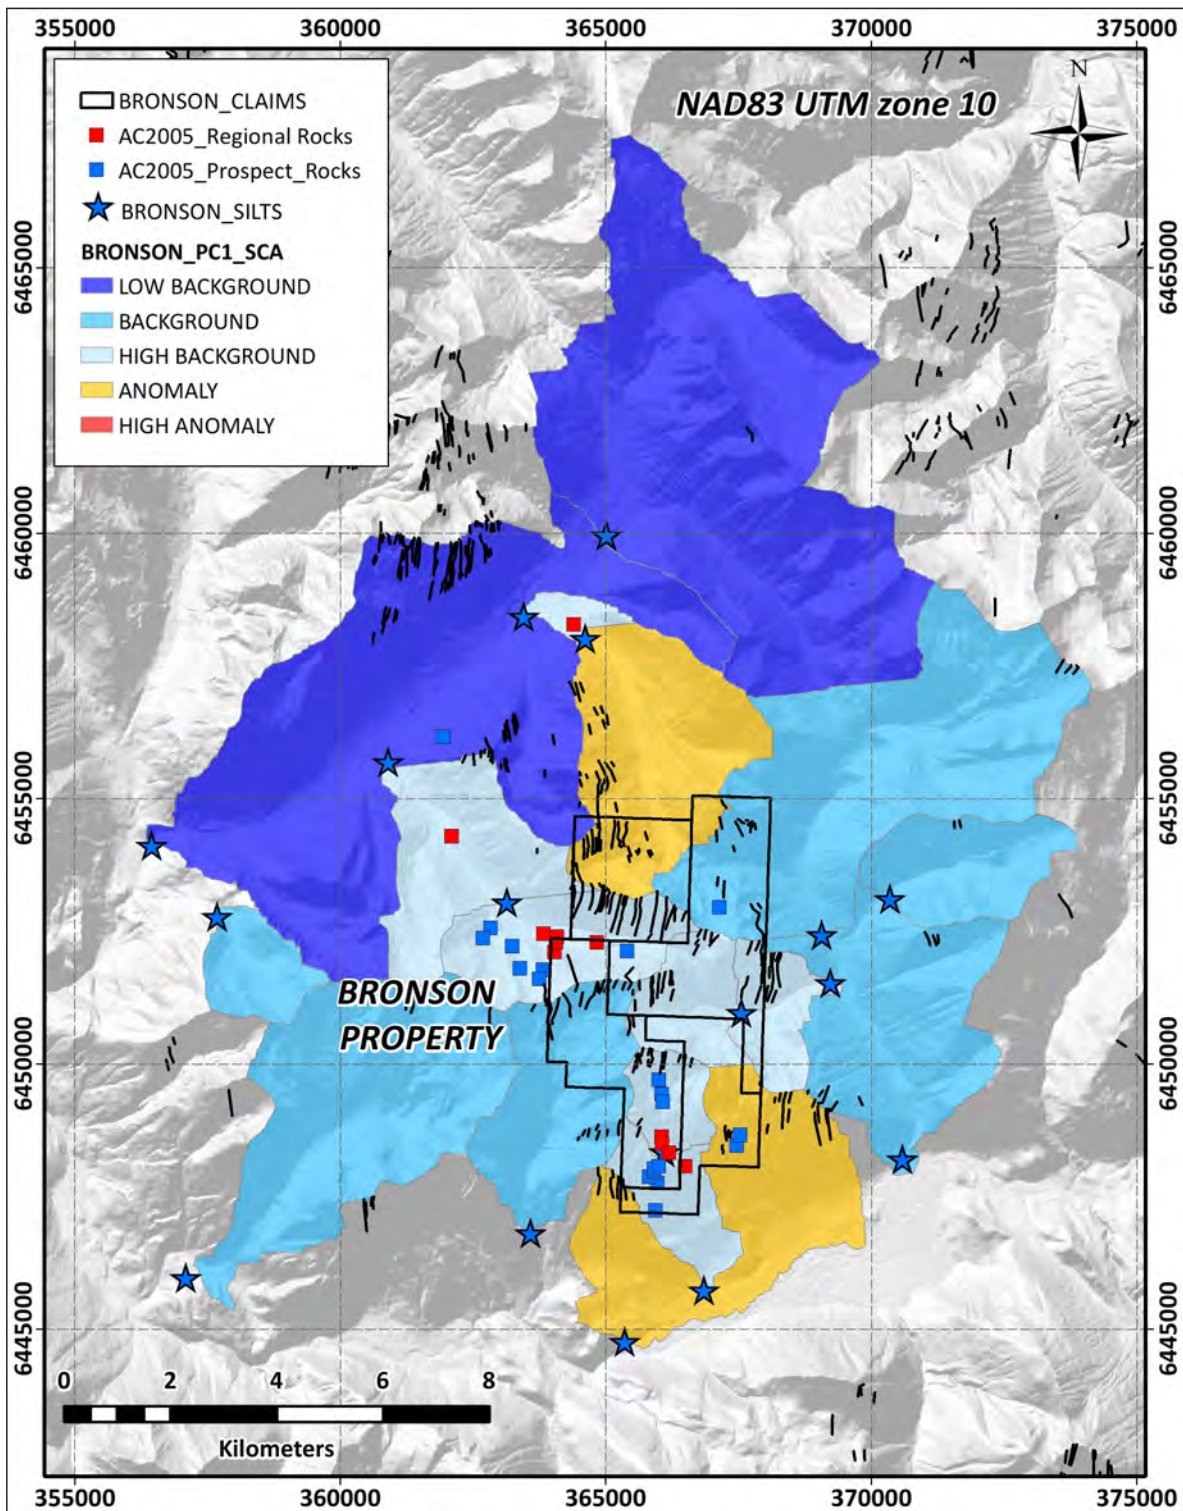 355000 360000 365000 370000 375000
NAD83 UTM zone 10
N
BRONSON_CLAIMS
AC2005_Regional Rocks
AC2005_Prospect_Rocks
BRONSON_SILTS
BRONSON_PC1_SCA
LOW BACKGROUND
BACKGROUND
HIGH BACKGROUND
ANOMALY
HIGH ANOMALY
6465000 6465000
6460000 6460000
6455000 6455000
BRONSON
PROPERTY
6450000 6450000
6445000 6445000
0 2 4 6 8
Kilometers
355000 360000 365000 370000 375000